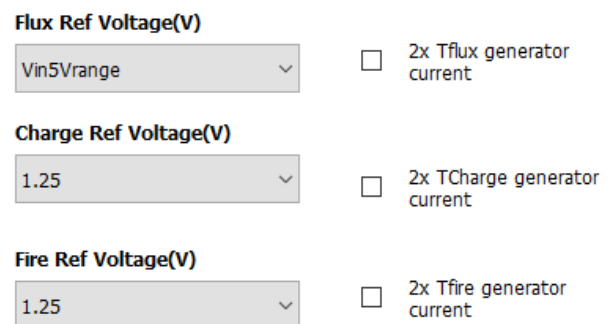 Flux Ref Voltage(V)
Vin5Vrange
2x Tflux generator
current
Charge Ref Voltage(V)
1.25
2x TCharge generator
current
Fire Ref Voltage(V)
1.25
2x Tfire generator
current